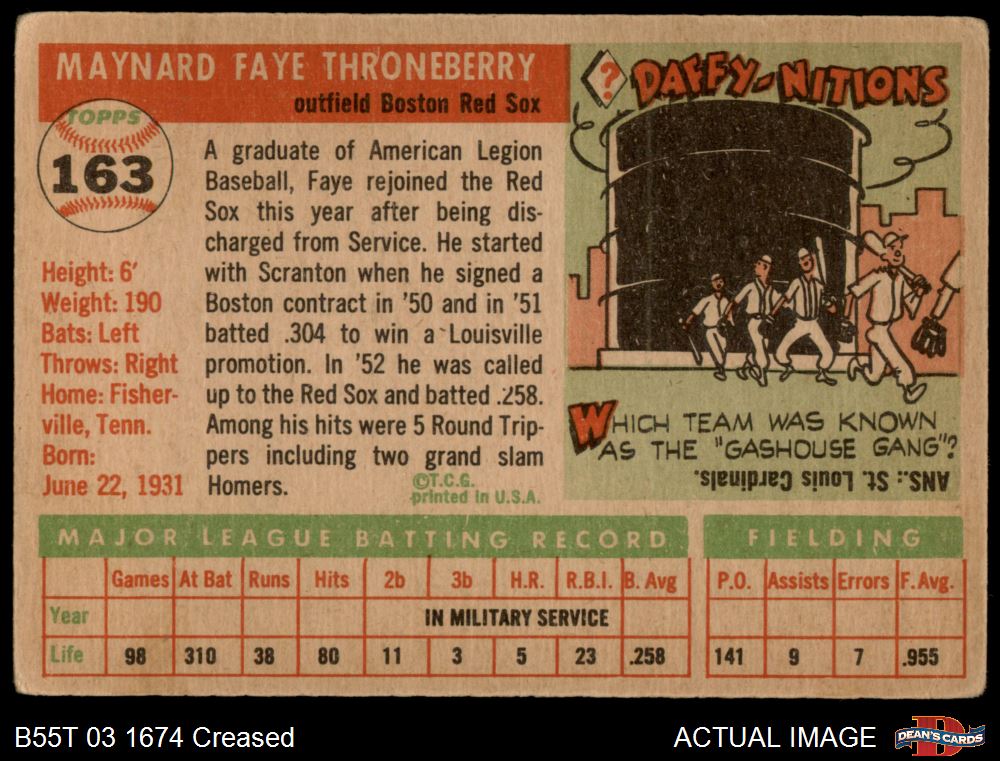 MAYNARD FAYE THRONEBERRY
outfield Boston Red Sox
TOPPS
163
Height: 6'
Weight: 190
Bats: Left
Throws: Right
Home: Fisher-
ville, Tenn.
Born:
June 22, 1931
A graduate of American Legion
Baseball, Faye rejoined the Red
Sox this year after being dis-
charged from Service. He started
with Scranton when he signed a
Boston contract in '50 and in '51
batted .304 to win a Louisville
promotion. In '52 he was called
up to the Red Sox and batted .258.
Among his hits were 5 Round Trip-
pers including two grand slam
Homers.
©T.C.G.
printed in U.S.A.
?
DAFFY-NITIONS
WHICH TEAM WAS KNOWN
AS THE "GASHOUSE GANG"?
ANS.: St. Louis Cardinals.
MAJOR LEAGUE BATTING RECORD
FIELDING
Games At Bat Runs Hits 2b 3b H.R. R.B.I. B. Avg P.O. Assists Errors F.Avg.
Year IN MILITARY SERVICE
Life 98 310 38 80 11 3 5 23 .258 141 9 7 .955
B55T 03 1674 Creased
ACTUAL IMAGE
DEAN'S CARDS